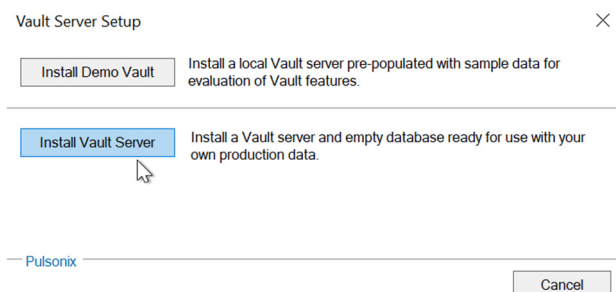 Vault Server Setup
Install Demo Vault
Install a local Vault server pre-populated with sample data for
evaluation of Vault features.
Install Vault Server
Install a Vault server and empty database ready for use with your
own production data.
Pulsonix
Cancel